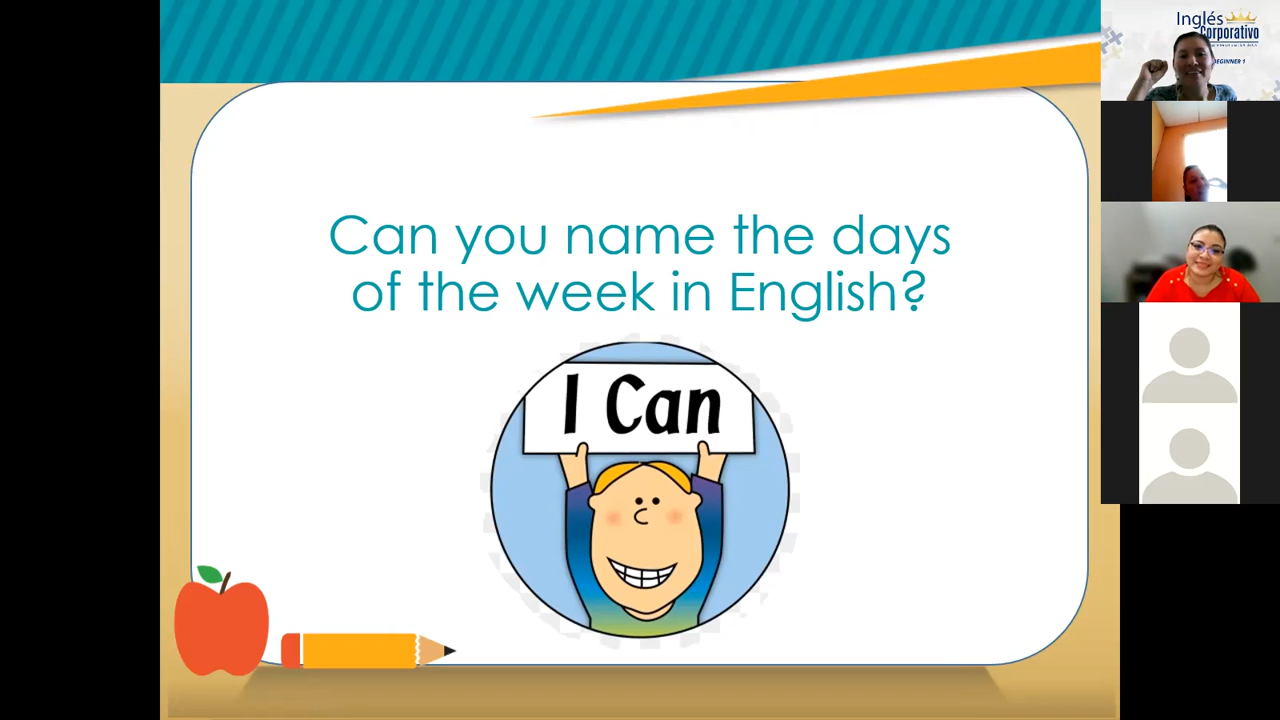 Can you name the days
of the week in English?
I Can
Inglés
Corporativo
BEGINNER 1